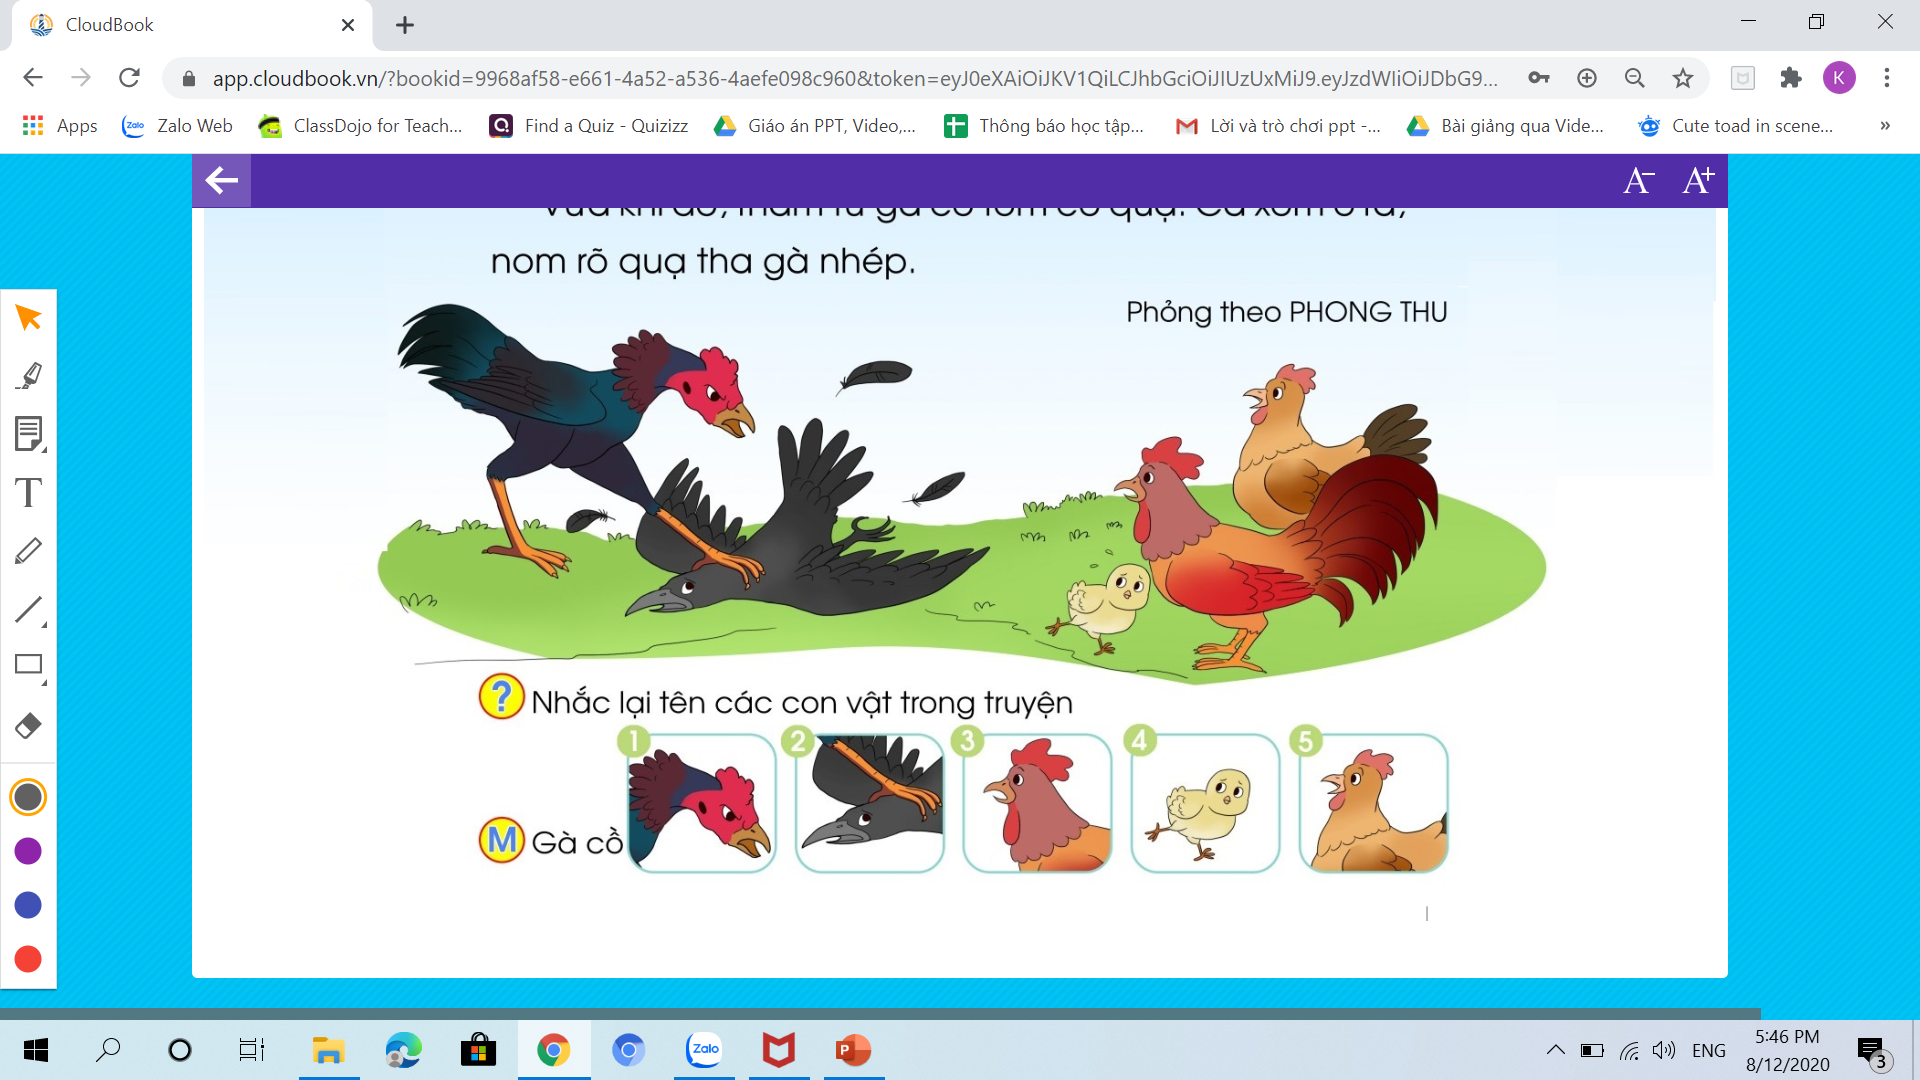 CloudBook
app.cloudbook.vn/?bookid=9968af58-e661-4a52-a536-4aefe098c960&token=eyJ0eXAiOiJKV1QiLCJhbGciOiJIUzUxMiJ9.eyJzdWIiOiJDbG9...
K
Apps Zalo Web ClassDojo for Teach... Find a Quiz - Quizizz Giáo án PPT, Video,... Thông báo học tập... Lời và trò chơi ppt -... Bài giảng qua Vide... Cute toad in scene... »
A- A+
nom rõ quạ tha gà nhép.
Phỏng theo PHONG THU
T
? Nhắc lại tên các con vật trong truyện
1 2 3 4 5
M Gà cồ
Zalo
P
ENG
5:46 PM
8/12/2020
3